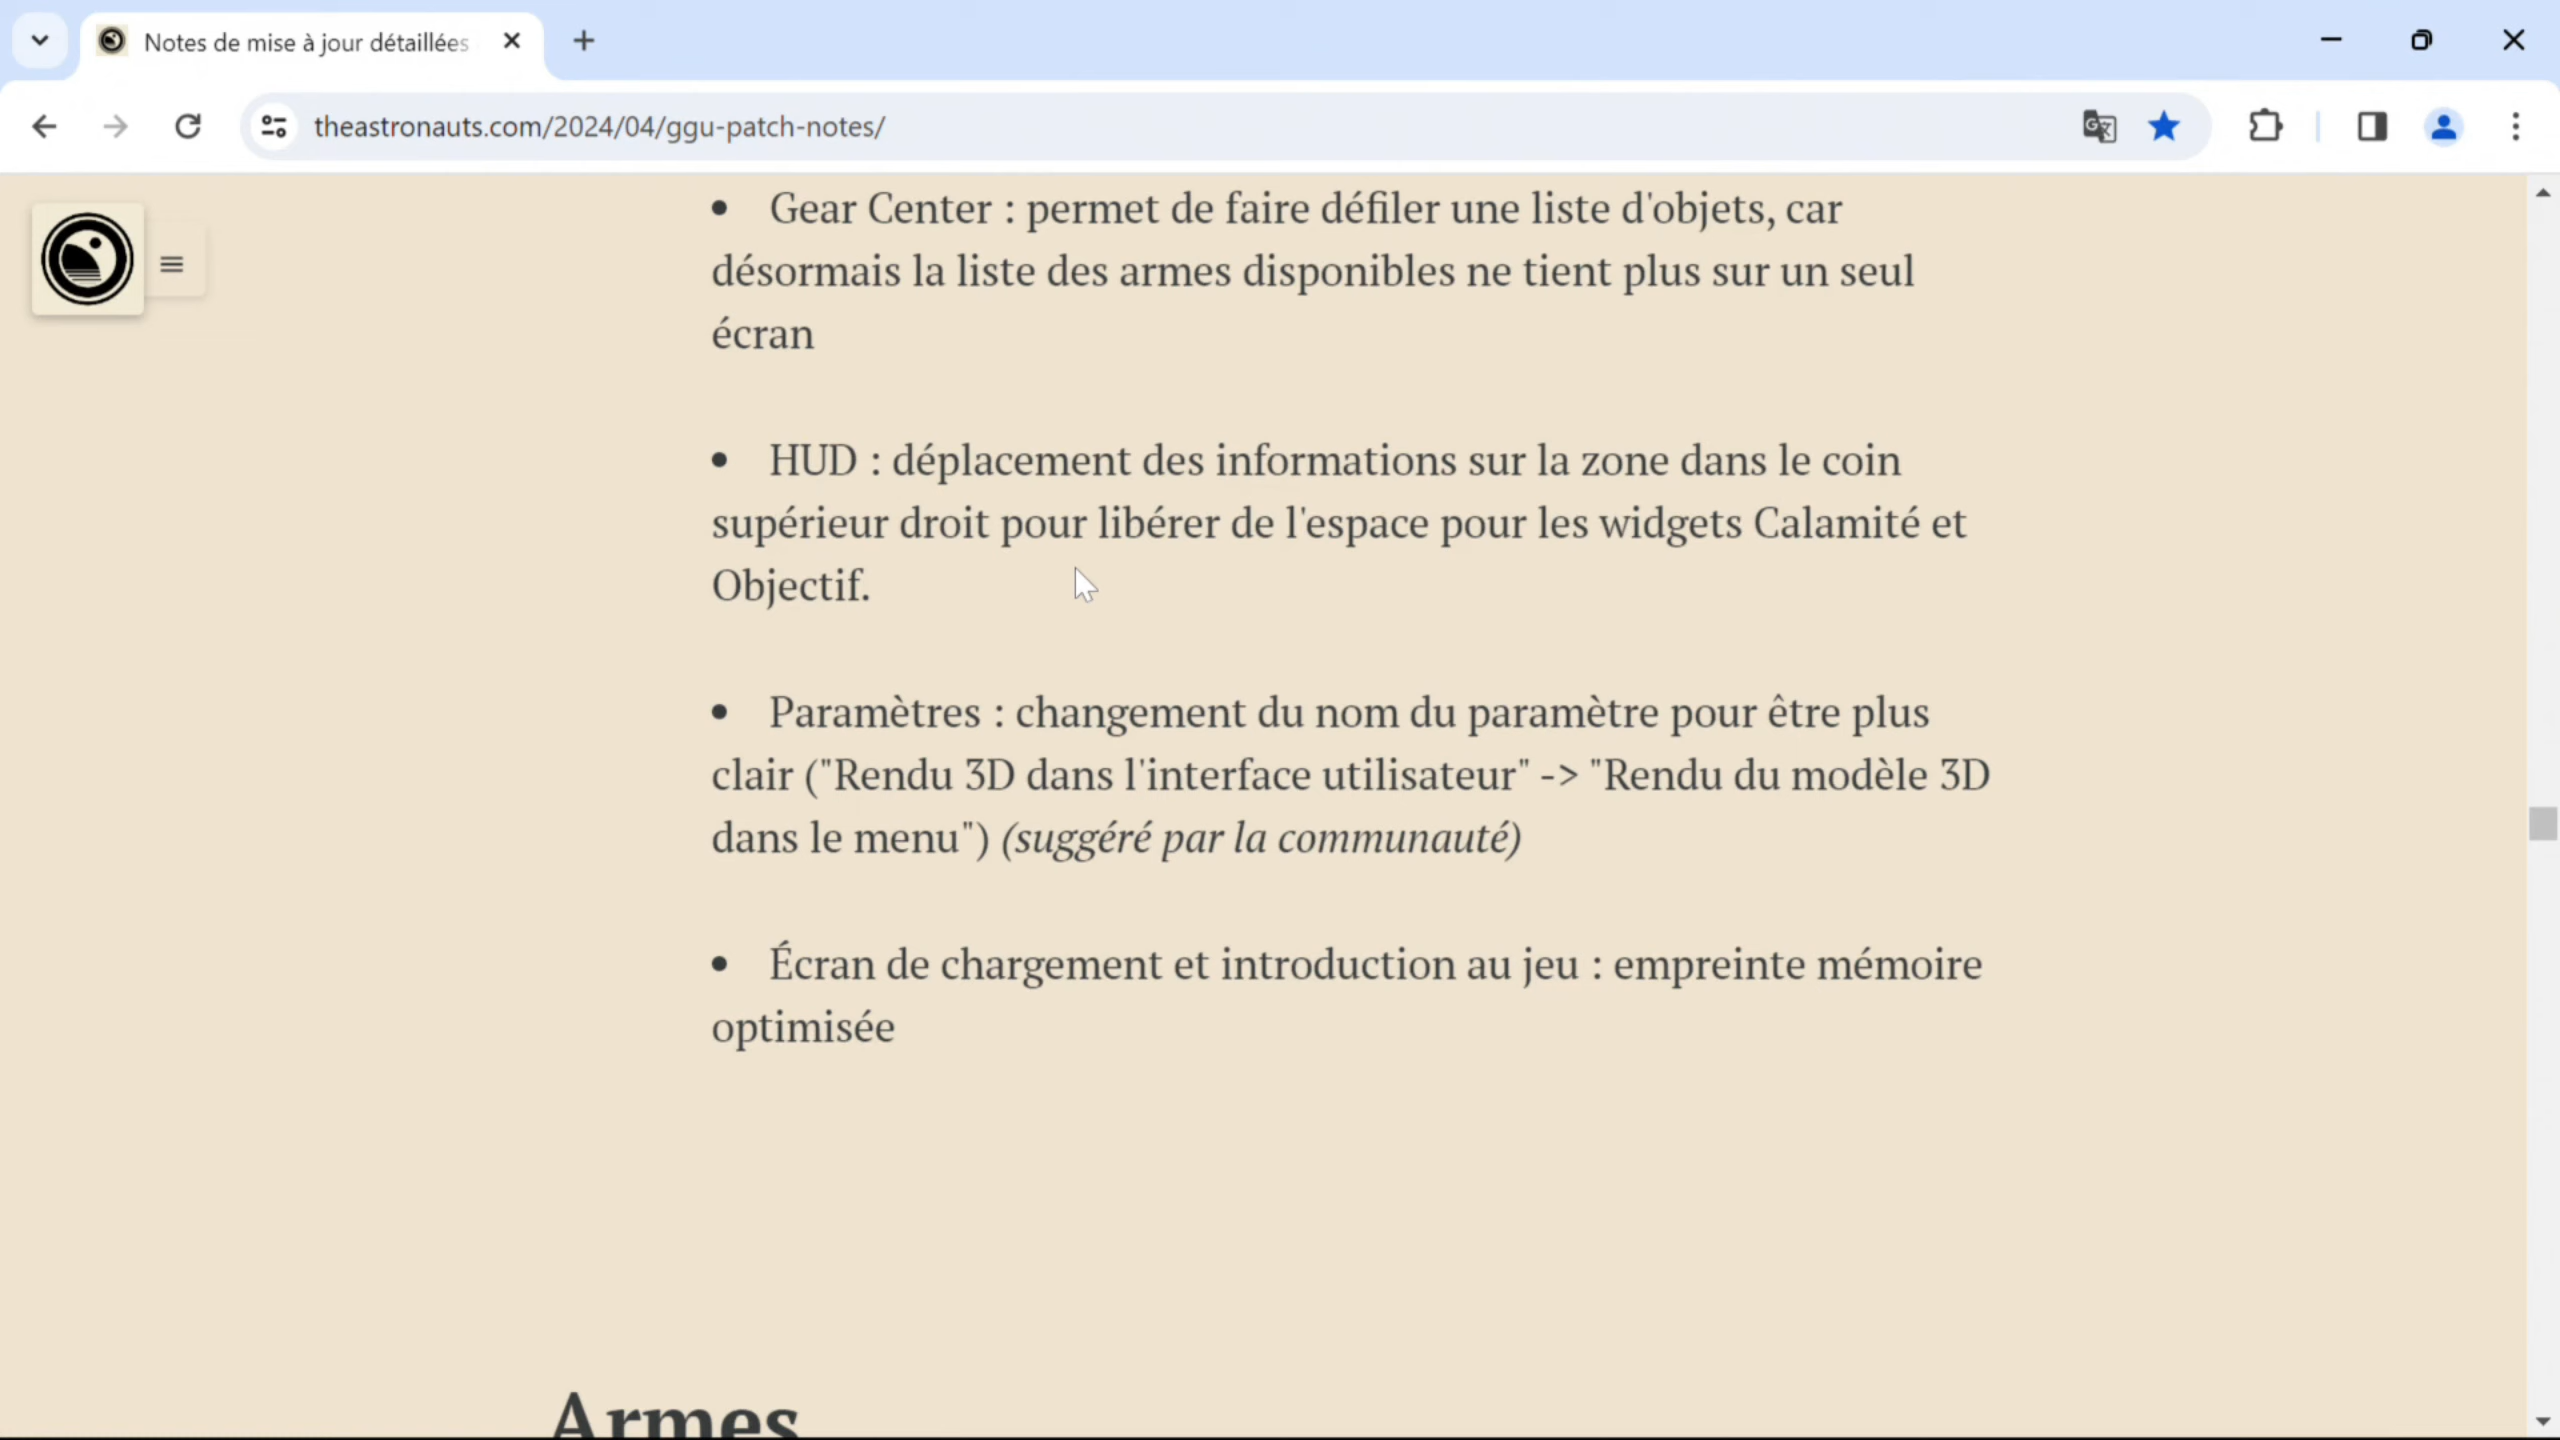 Notes de mise à jour détaillées
theastronauts.com/2024/04/ggu-patch-notes/
• Gear Center : permet de faire défiler une liste d'objets, car
désormais la liste des armes disponibles ne tient plus sur un seul
écran
• HUD : déplacement des informations sur la zone dans le coin
supérieur droit pour libérer de l'espace pour les widgets Calamité et
Objectif.
• Paramètres : changement du nom du paramètre pour être plus
clair ("Rendu 3D dans l'interface utilisateur" -> "Rendu du modèle 3D
dans le menu") (suggéré par la communauté)
• Écran de chargement et introduction au jeu : empreinte mémoire
optimisée
Armes